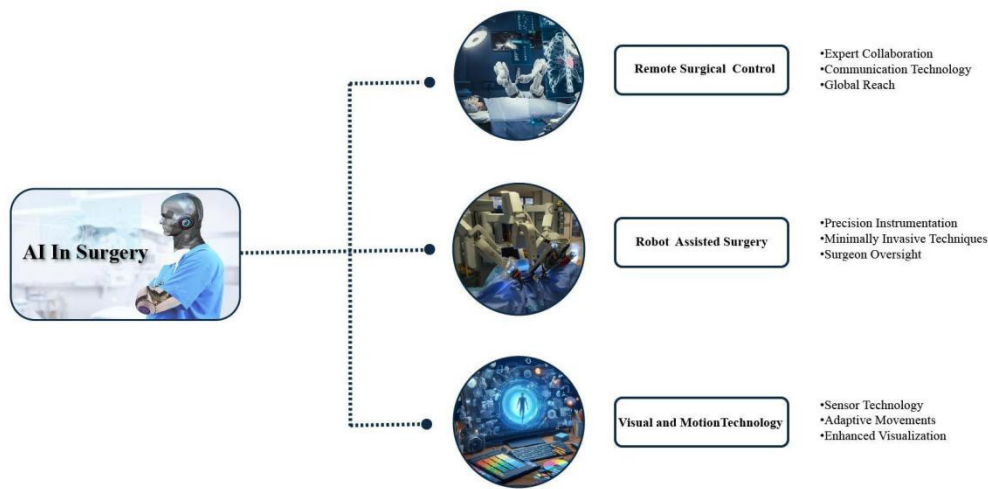 AI In Surgery
Remote Surgical Control
•Expert Collaboration
•Communication Technology
•Global Reach
Robot Assisted Surgery
•Precision Instrumentation
•Minimally Invasive Techniques
•Surgeon Oversight
Visual and MotionTechnology
•Sensor Technology
•Adaptive Movements
•Enhanced Visualization